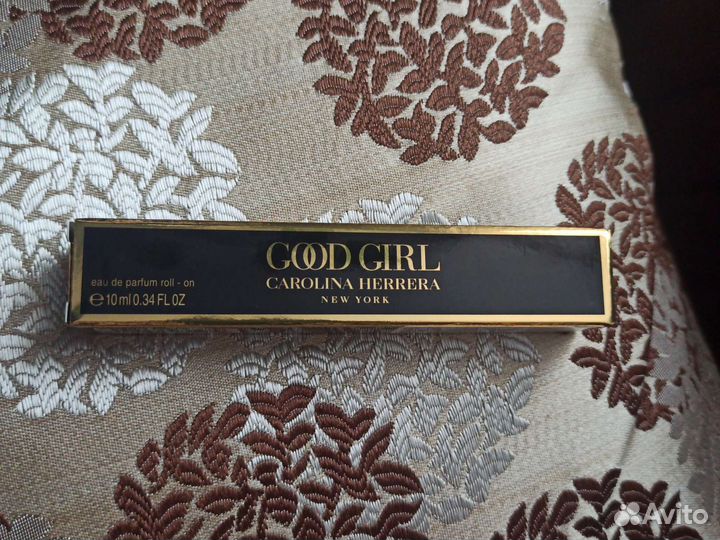 GOOD GIRL
CAROLINA HERRERA
NEW YORK
eau de parfum roll - on
℮10 ml 0.34 FL OZ
Avito